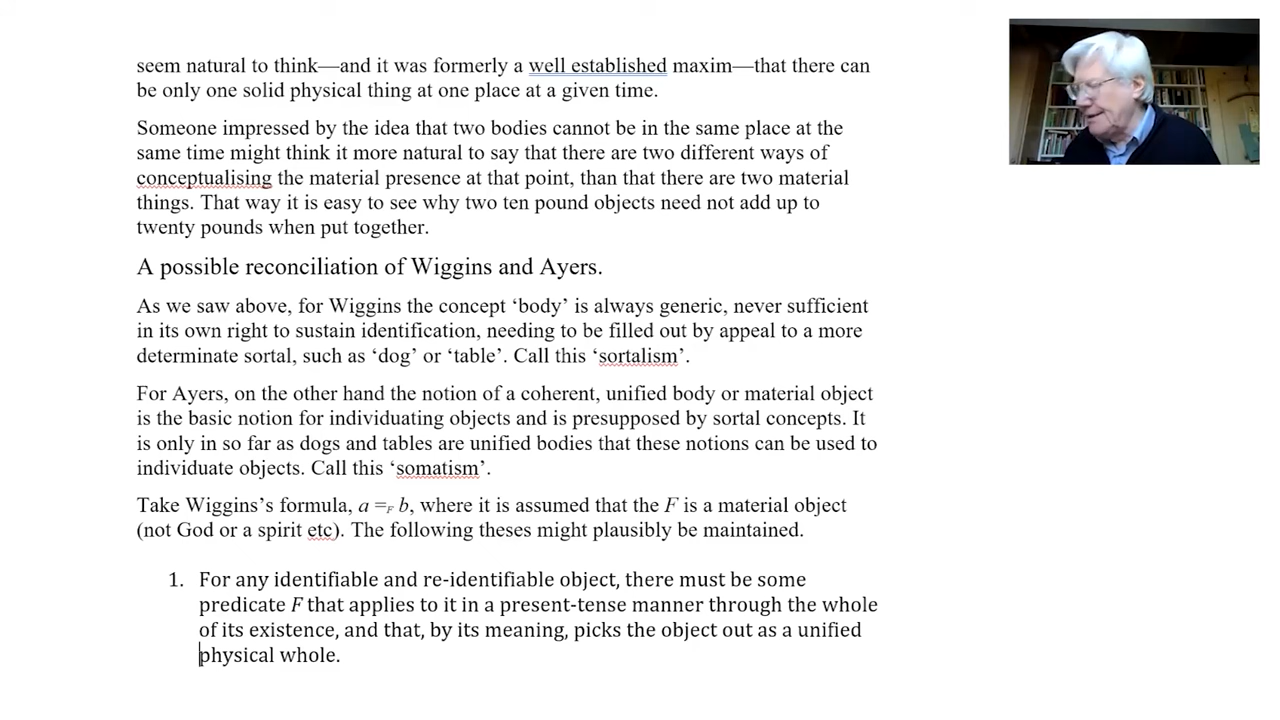 seem natural to think—and it was formerly a well established maxim—that there can
be only one solid physical thing at one place at a given time.
Someone impressed by the idea that two bodies cannot be in the same place at the
same time might think it more natural to say that there are two different ways of
conceptualising the material presence at that point, than that there are two material
things. That way it is easy to see why two ten pound objects need not add up to
twenty pounds when put together.
A possible reconciliation of Wiggins and Ayers.
As we saw above, for Wiggins the concept ‘body’ is always generic, never sufficient
in its own right to sustain identification, needing to be filled out by appeal to a more
determinate sortal, such as ‘dog’ or ‘table’. Call this ‘sortalism’.
For Ayers, on the other hand the notion of a coherent, unified body or material object
is the basic notion for individuating objects and is presupposed by sortal concepts. It
is only in so far as dogs and tables are unified bodies that these notions can be used to
individuate objects. Call this ‘somatism’.
Take Wiggins’s formula, a =F b, where it is assumed that the F is a material object
(not God or a spirit etc). The following theses might plausibly be maintained.
1. For any identifiable and re-identifiable object, there must be some
predicate F that applies to it in a present-tense manner through the whole
of its existence, and that, by its meaning, picks the object out as a unified
physical whole.